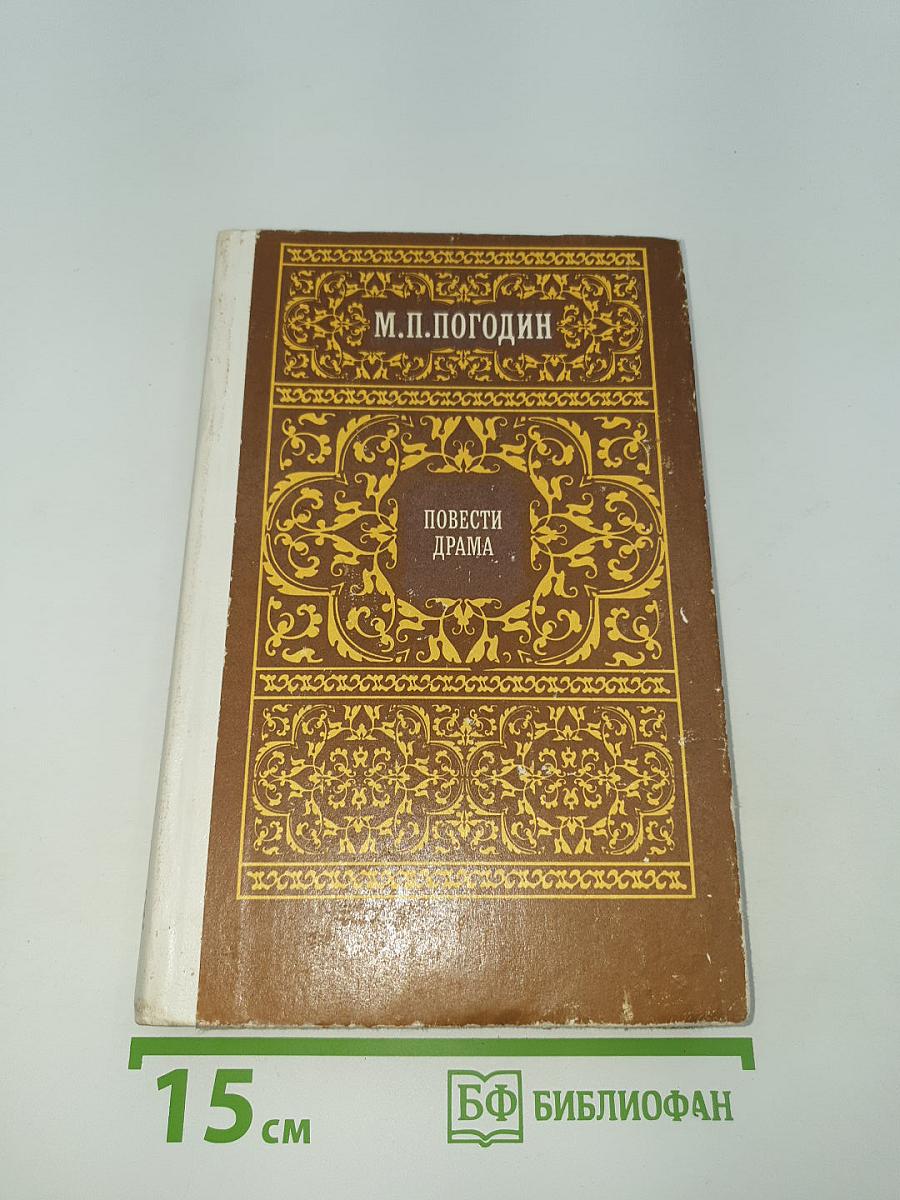 М.П.ПОГОДИН
ПОВЕСТИ
ДРАМА
15 см
БФ БИБЛИОФАН